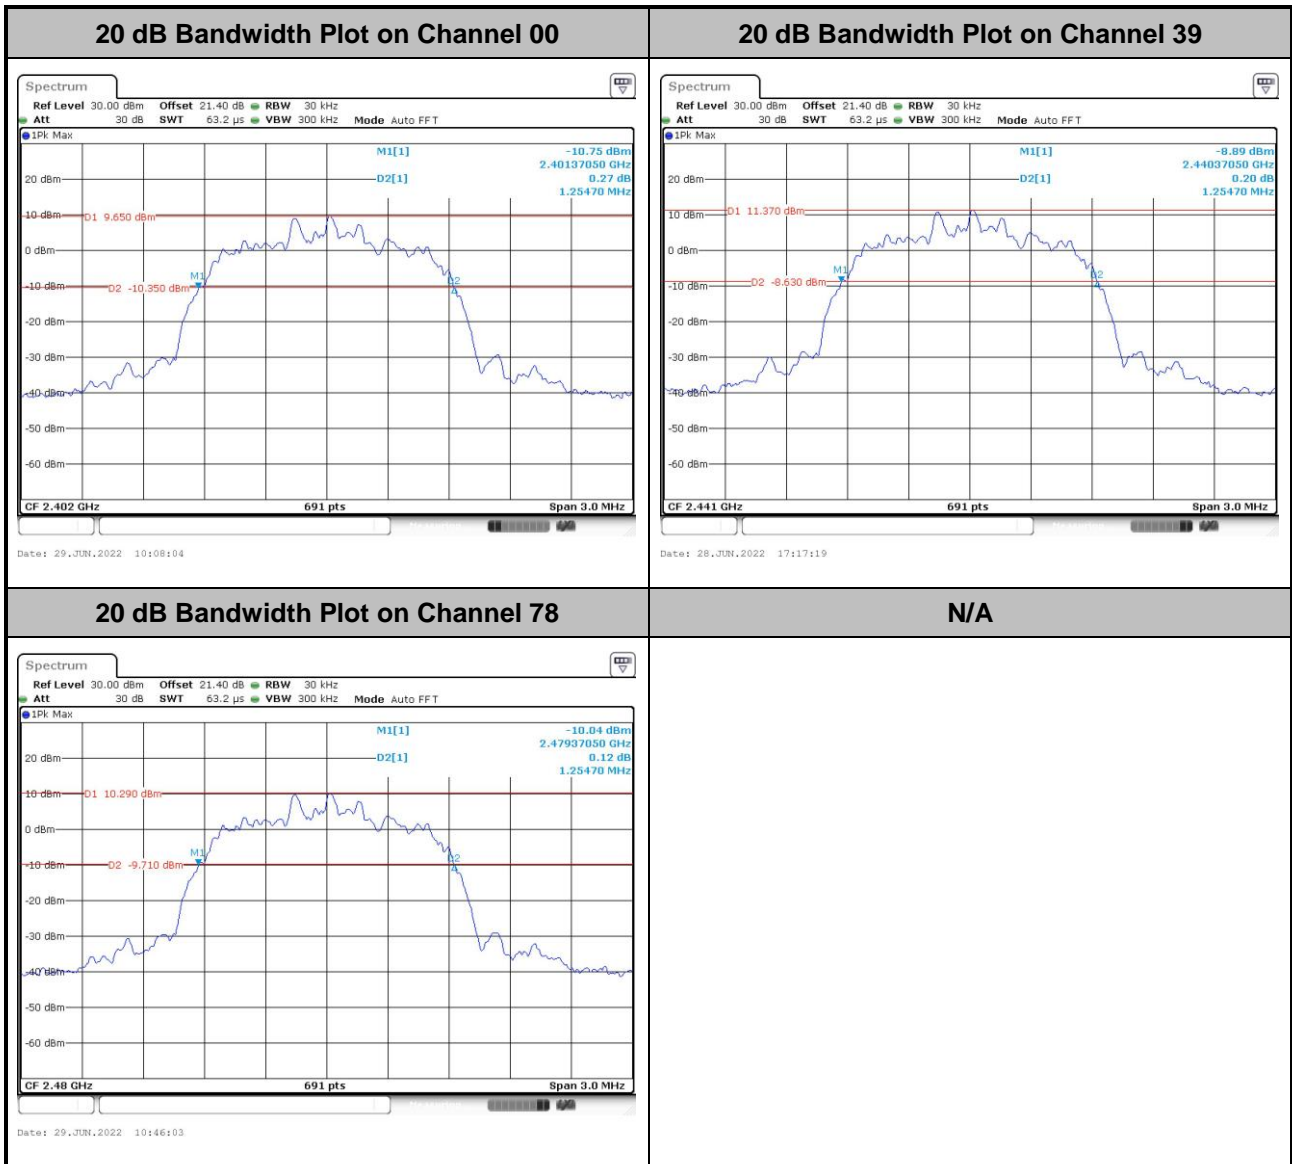 20 dB Bandwidth Plot on Channel 00
20 dB Bandwidth Plot on Channel 39
Spectrum
Ref Level 30.00 dBm Offset 21.40 dB RBW 30 kHz
Att 30 dB SWT 63.2 µs VBW 300 kHz Mode Auto FFT
1Pk Max
M1[1] -10.75 dBm
2.40137050 GHz
D2[1] 0.27 dB
1.25470 MHz
20 dBm
10 dBm
D1 9.650 dBm
0 dBm
M1
D2
-10 dBm
D2 -10.350 dBm
-20 dBm
-30 dBm
-40 dBm
-50 dBm
-60 dBm
CF 2.402 GHz 691 pts Span 3.0 MHz
Date: 29.JUN.2022 10:08:04
Spectrum
Ref Level 30.00 dBm Offset 21.40 dB RBW 30 kHz
Att 30 dB SWT 63.2 µs VBW 300 kHz Mode Auto FFT
1Pk Max
M1[1] -8.89 dBm
2.44037050 GHz
D2[1] 0.20 dB
1.25470 MHz
20 dBm
10 dBm
D1 11.370 dBm
0 dBm
M1
D2
-10 dBm
D2 -8.630 dBm
-20 dBm
-30 dBm
-40 dBm
-50 dBm
-60 dBm
CF 2.441 GHz 691 pts Span 3.0 MHz
Date: 28.JUN.2022 17:17:19
20 dB Bandwidth Plot on Channel 78
N/A
Spectrum
Ref Level 30.00 dBm Offset 21.40 dB RBW 30 kHz
Att 30 dB SWT 63.2 µs VBW 300 kHz Mode Auto FFT
1Pk Max
M1[1] -10.04 dBm
2.47937050 GHz
D2[1] 0.12 dB
1.25470 MHz
20 dBm
10 dBm
D1 10.290 dBm
0 dBm
M1
D2
-10 dBm
D2 -9.710 dBm
-20 dBm
-30 dBm
-40 dBm
-50 dBm
-60 dBm
CF 2.48 GHz 691 pts Span 3.0 MHz
Date: 29.JUN.2022 10:46:03